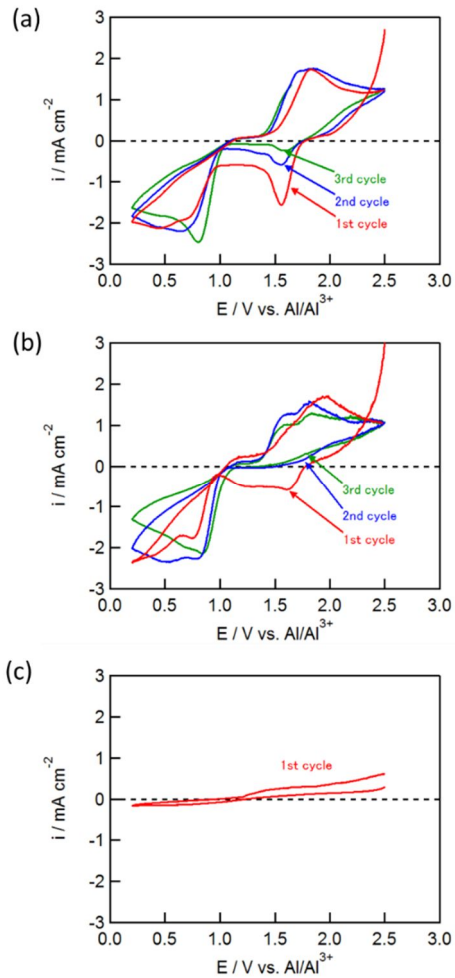 (a)
3
2
1
0
-1
-2
-3
i / mA cm-2
3rd cycle
2nd cycle
1st cycle
0.0 0.5 1.0 1.5 2.0 2.5 3.0
E / V vs. Al/Al3+
(b)
3
2
1
0
-1
-2
-3
i / mA cm-2
3rd cycle
2nd cycle
1st cycle
0.0 0.5 1.0 1.5 2.0 2.5 3.0
E / V vs. Al/Al3+
(c)
3
2
1
0
-1
-2
-3
i / mA cm-2
1st cycle
0.0 0.5 1.0 1.5 2.0 2.5 3.0
E / V vs. Al/Al3+